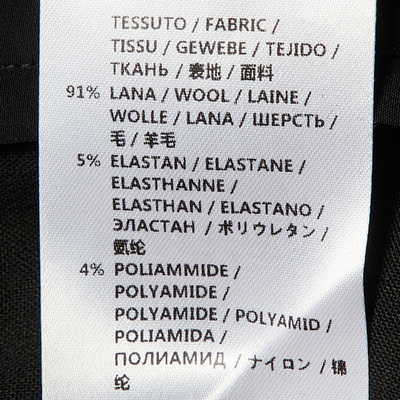 TESSUTO / FABRIC /
TISSU / GEWEBE / TEJIDO /
ТКАНЬ / 表地 / 面料
91% LANA / WOOL / LAINE /
WOLLE / LANA / ШЕРСТЬ /
毛 / 羊毛
5% ELASTAN / ELASTANE /
ELASTHANNE /
ELASTHAN / ELASTANO /
ЭЛАСТАН / ポリウレタン /
氨纶
4% POLIAMMIDE /
POLYAMIDE /
POLYAMIDE / POLYAMID /
POLIAMIDA /
ПОЛИАМИД / ナイロン / 锦
纶